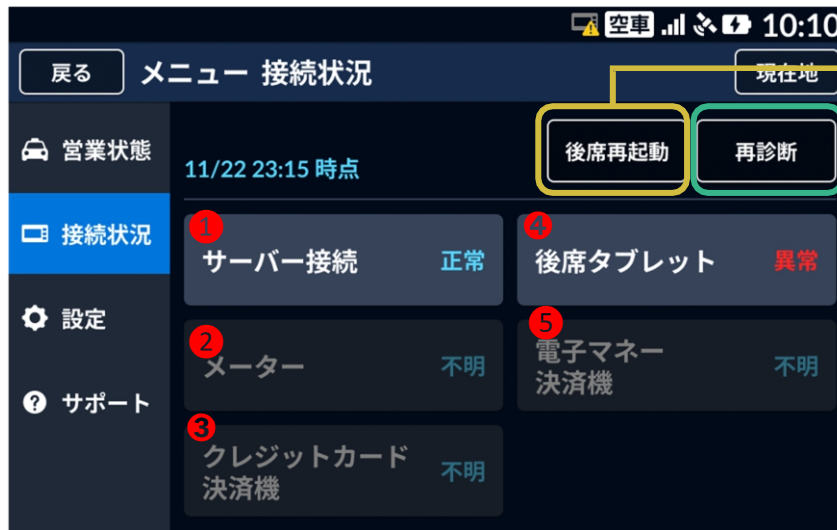 空車 10:10
戻る メニュー 接続状況 現在地
営業状態
11/22 23:15 時点 後席再起動 再診断
接続状況
1 4
サーバー接続 正常 後席タブレット 異常
設定
2 5
メーター 不明 電子マネー
決済機 不明
サポート
3
クレジットカード
決済機 不明